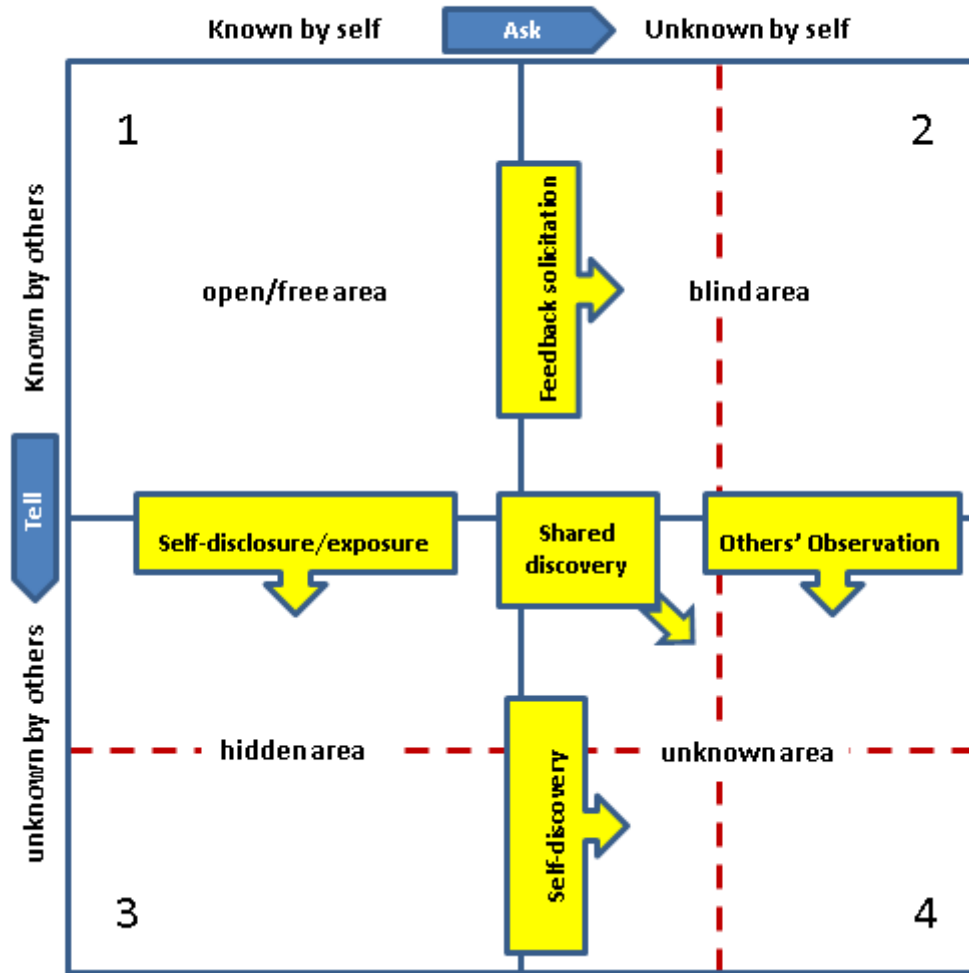 Known by self
Ask
Unknown by self
1
2
Known by others
Feedback solicitation
open/free area
blind area
Tell
Self-disclosure/exposure
Shared
discovery
Others' Observation
unknown by others
hidden area
Self-discovery
unknown area
3
4